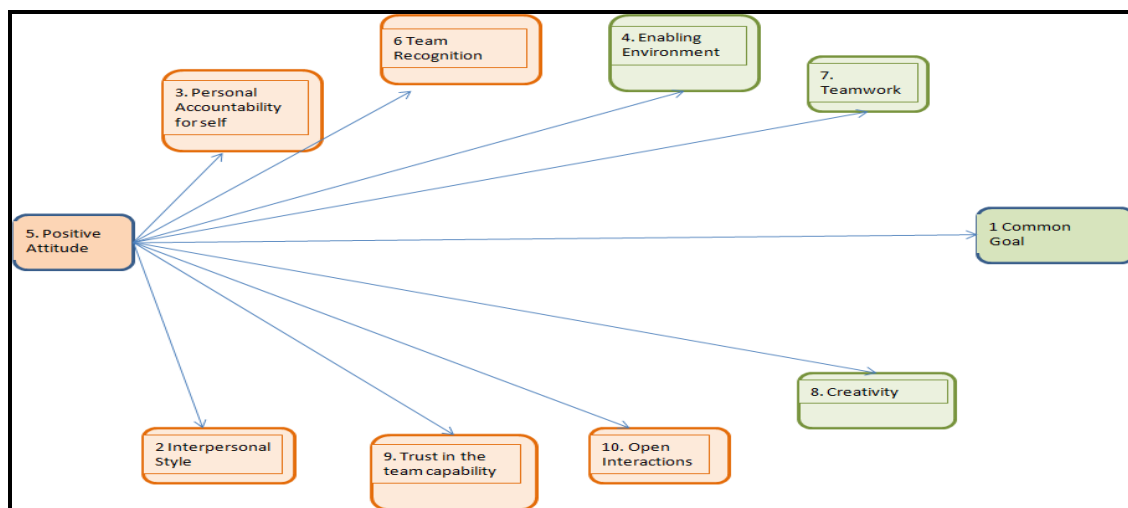 6 Team
Recognition
4. Enabling
Environment
3. Personal
Accountability
for self
7.
Teamwork
5. Positive
Attitude
1 Common
Goal
8. Creativity
2 Interpersonal
Style
9. Trust in the
team capability
10. Open
Interactions